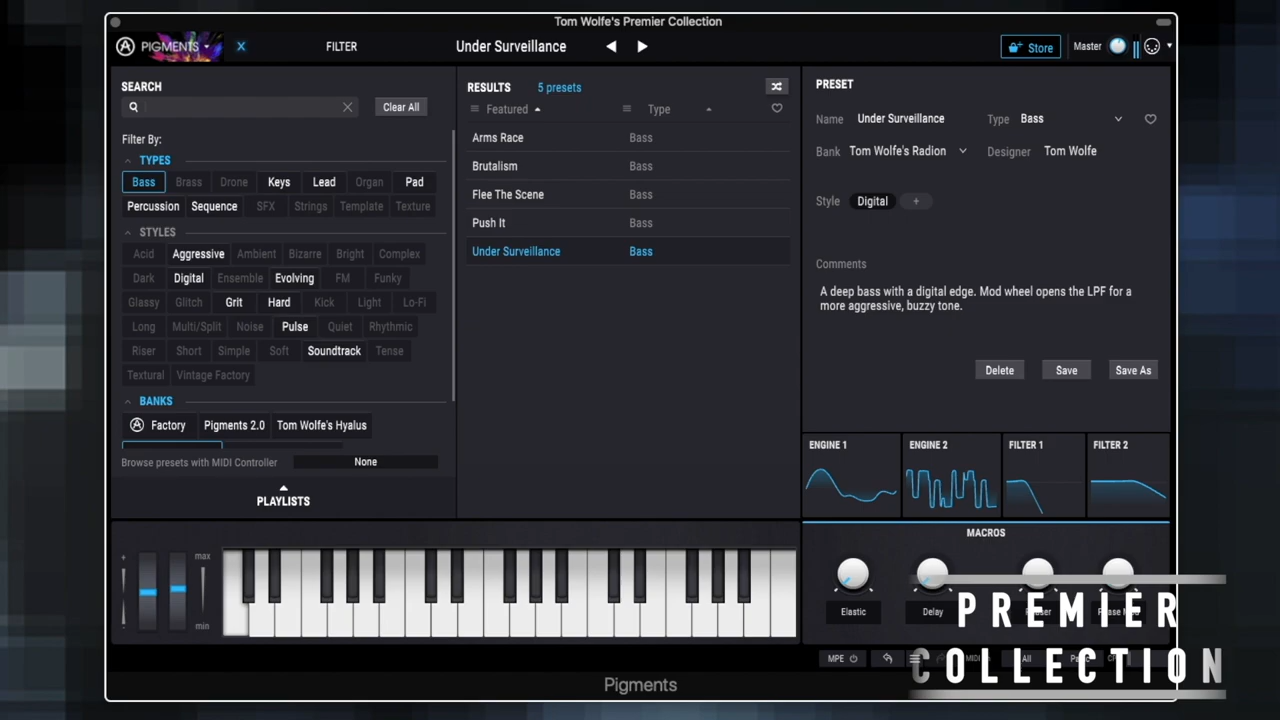 Tom Wolfe's Premier Collection
PIGMENTS
FILTER
Under Surveillance
Store
Master
SEARCH
Clear All
Filter By:
TYPES
Bass Brass Drone Keys Lead Organ Pad
Percussion Sequence SFX Strings Template Texture
STYLES
Acid Aggressive Ambient Bizarre Bright Complex
Dark Digital Ensemble Evolving FM Funky
Glassy Glitch Grit Hard Kick Light Lo-Fi
Long Multi/Split Noise Pulse Quiet Rhythmic
Riser Short Simple Soft Soundtrack Tense
Textural Vintage Factory
BANKS
Factory Pigments 2.0 Tom Wolfe's Hyalus
Browse presets with MIDI Controller None
PLAYLISTS
RESULTS 5 presets
Featured Type
Arms Race Bass
Brutalism Bass
Flee The Scene Bass
Push It Bass
Under Surveillance Bass
PRESET
Name Under Surveillance Type Bass
Bank Tom Wolfe's Radion Designer Tom Wolfe
Style Digital +
Comments
A deep bass with a digital edge. Mod wheel opens the LPF for a
more aggressive, buzzy tone.
Delete Save Save As
ENGINE 1 ENGINE 2 FILTER 1 FILTER 2
MACROS
Elastic Delay
max
min
MPE MIDI All
PREMIER
COLLECTION
Pigments